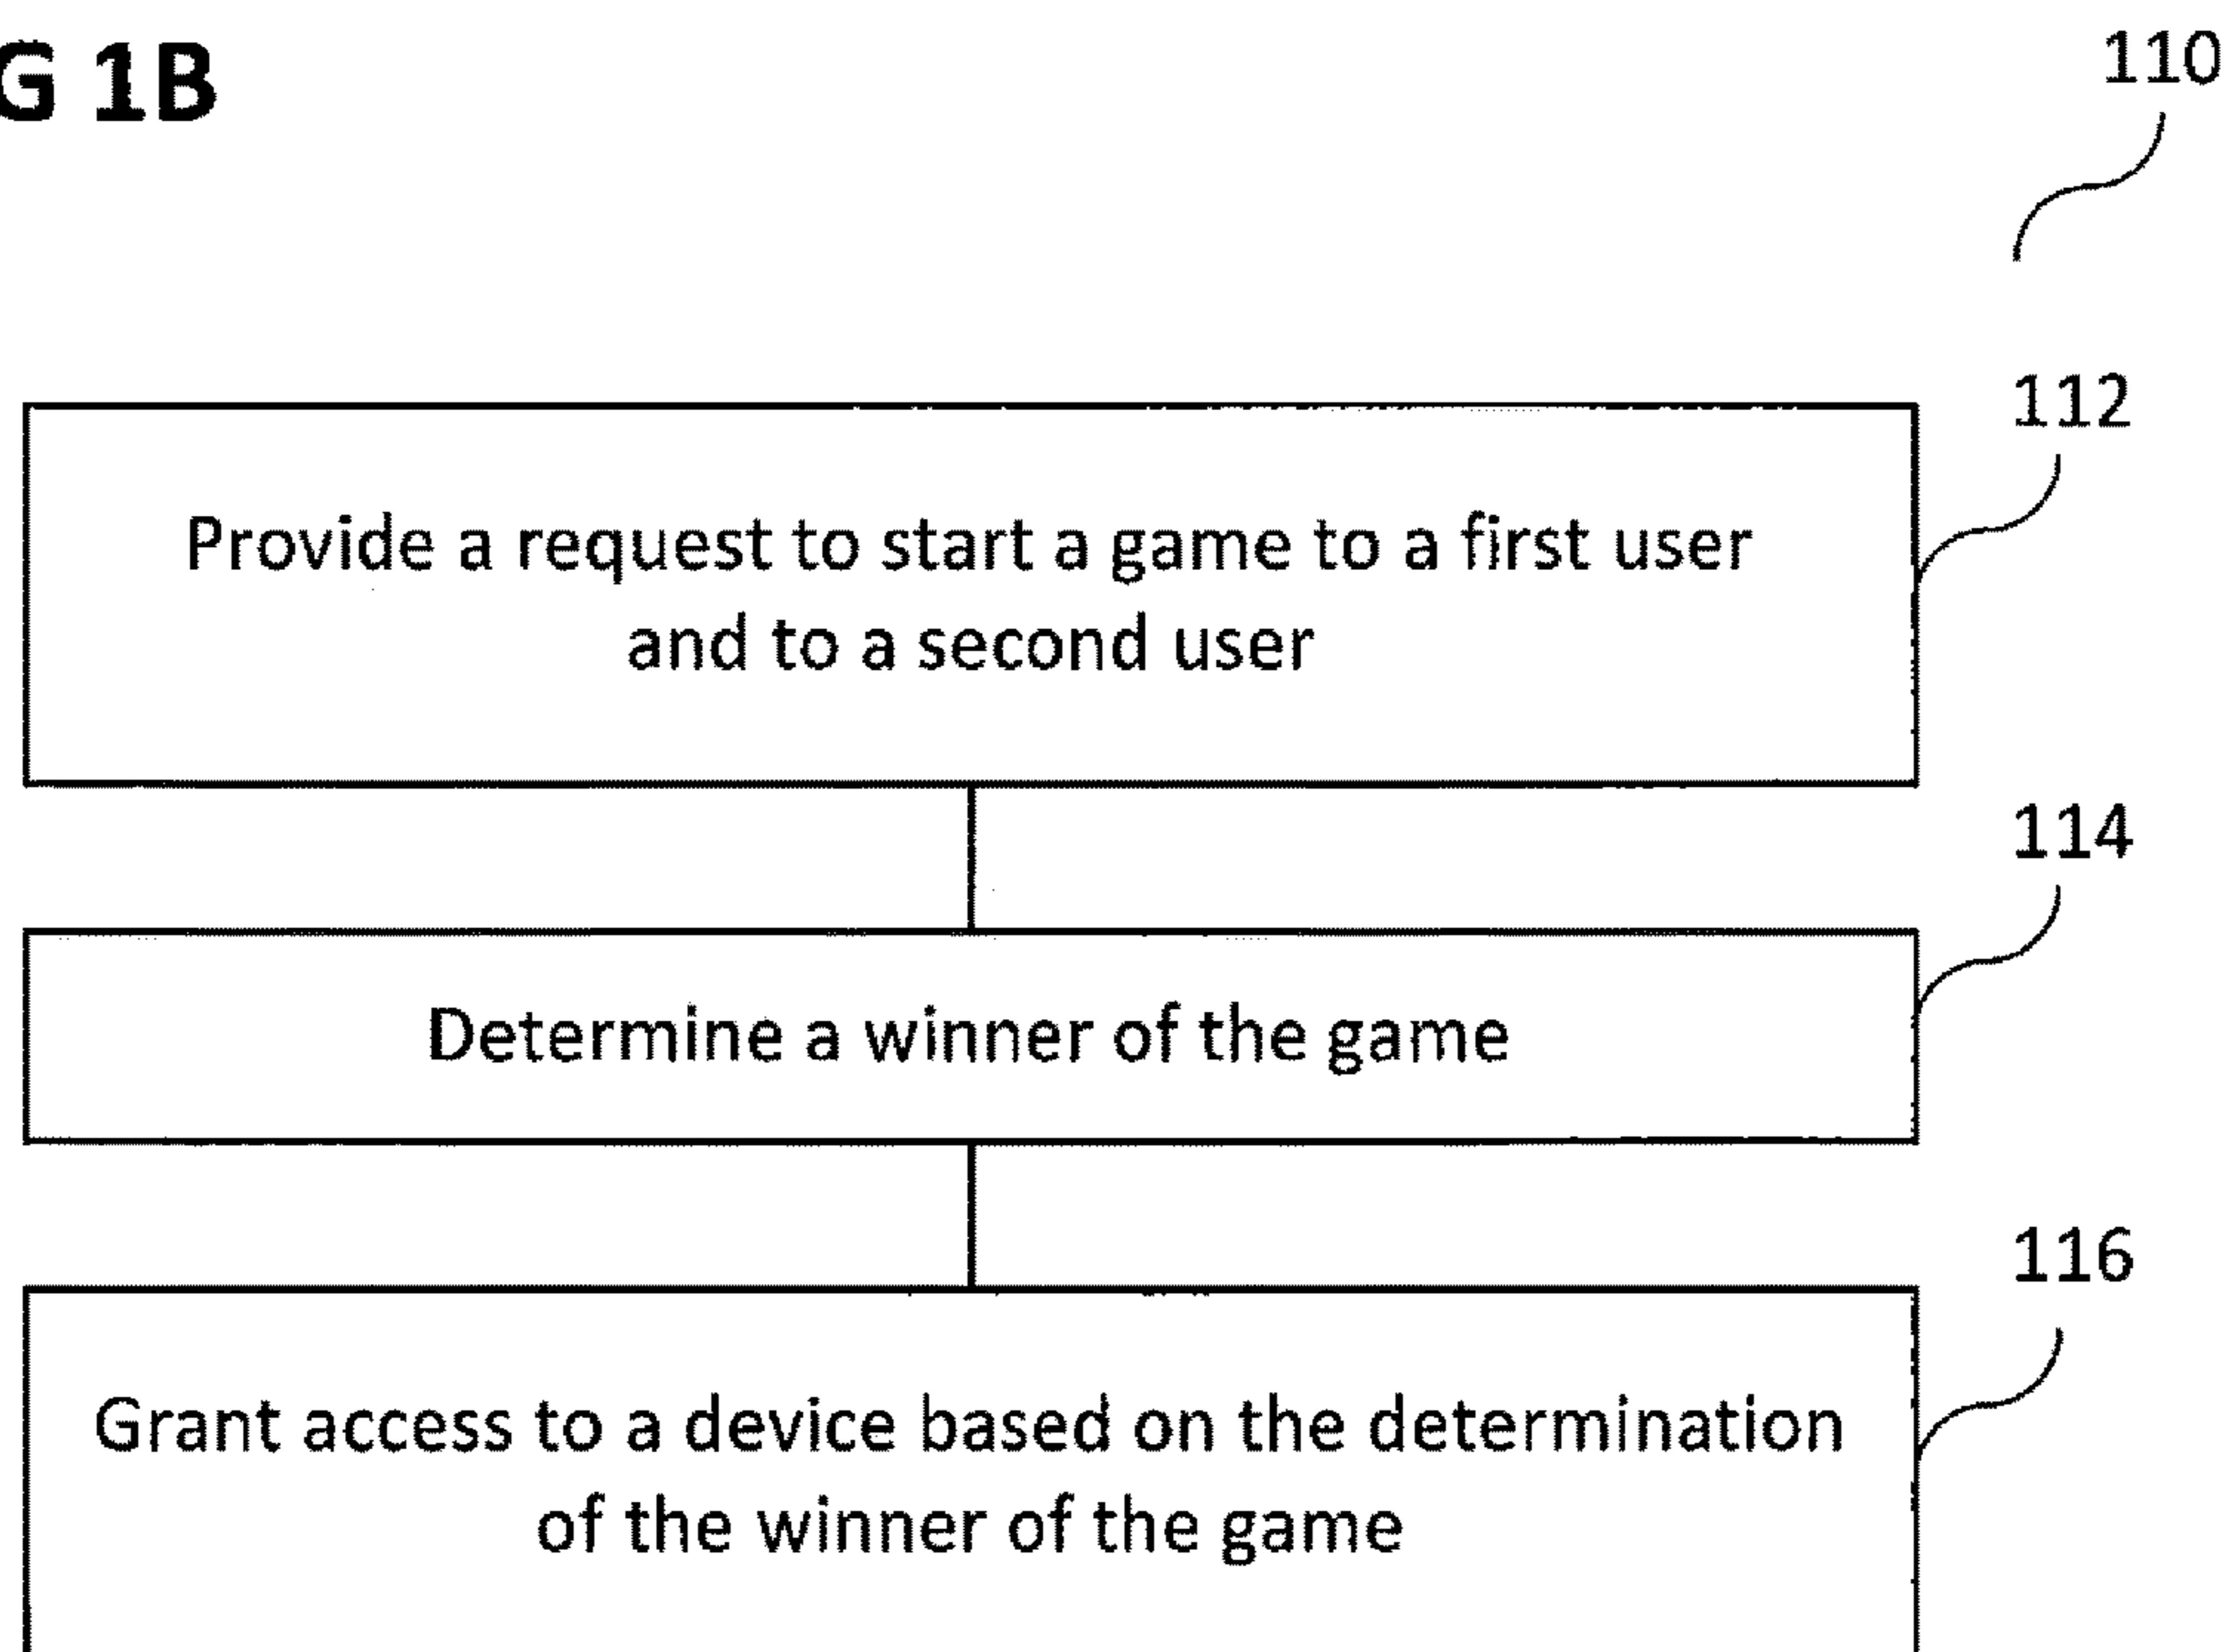 G 1B
110
112
Provide a request to start a game to a first user
and to a second user
114
Determine a winner of the game
116
Grant access to a device based on the determination
of the winner of the game